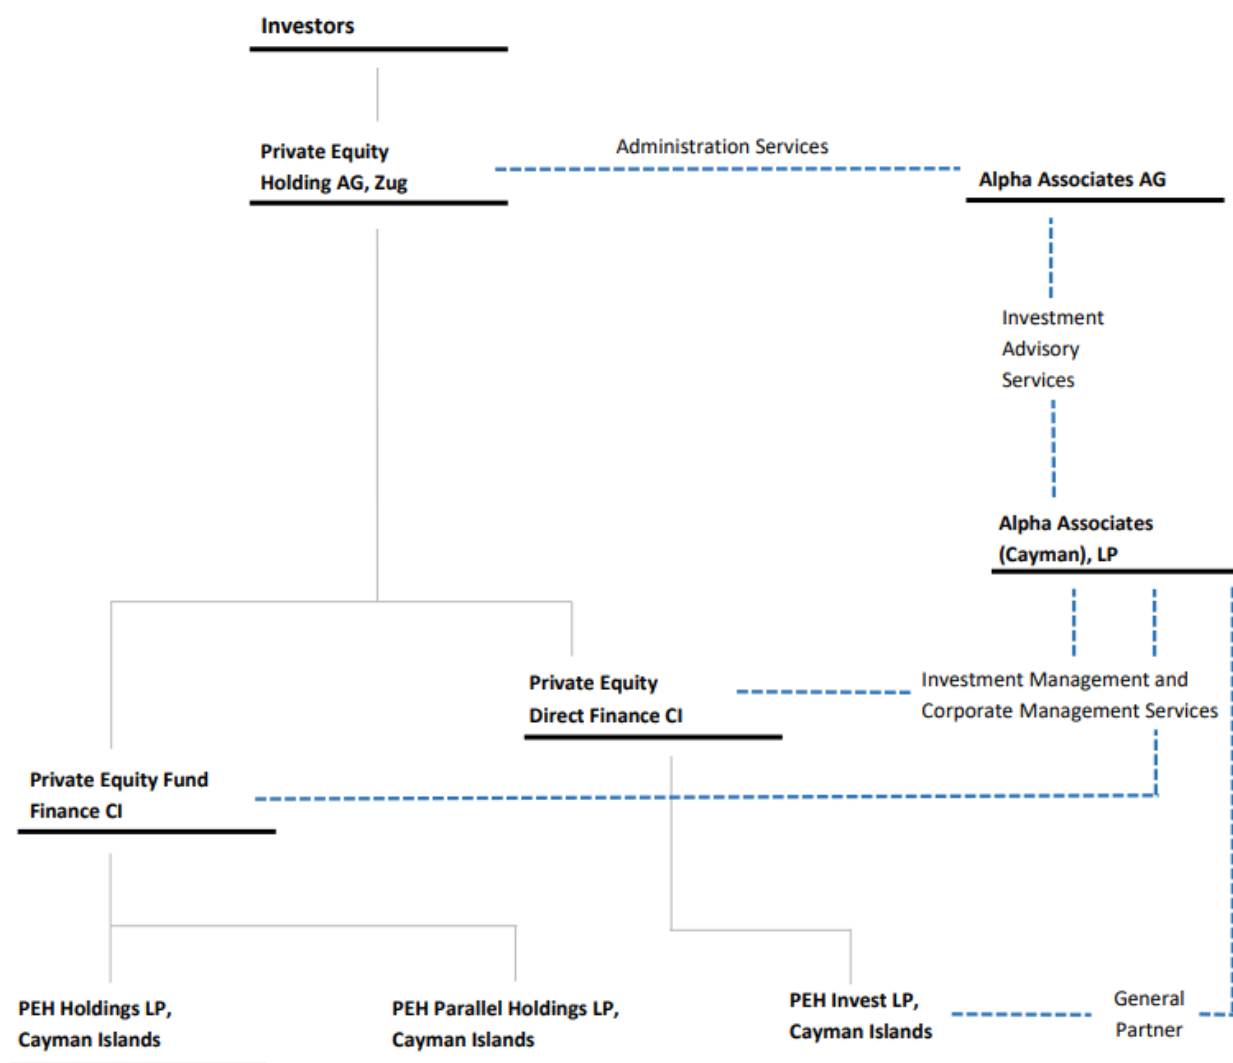 Investors
Private Equity
Holding AG, Zug
Administration Services
Alpha Associates AG
Investment
Advisory
Services
Alpha Associates
(Cayman), LP
Private Equity
Direct Finance CI
Investment Management and
Corporate Management Services
Private Equity Fund
Finance CI
PEH Holdings LP,
Cayman Islands
PEH Parallel Holdings LP,
Cayman Islands
PEH Invest LP,
Cayman Islands
General
Partner